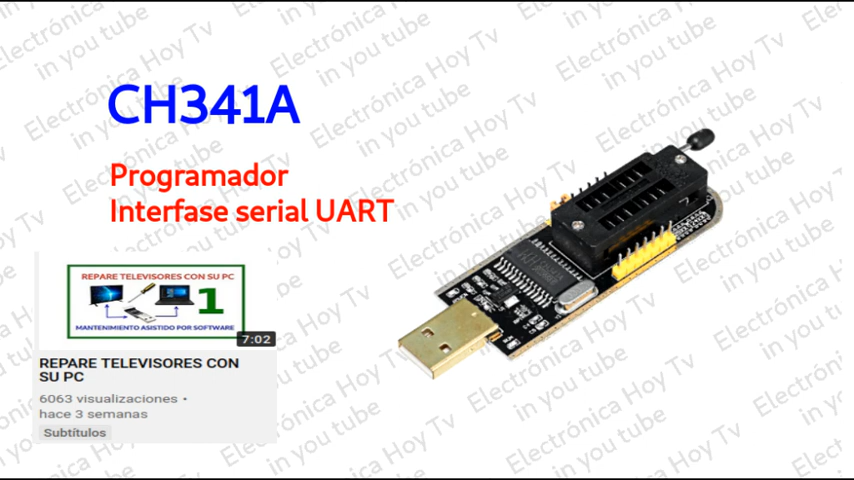 CH341A
Programador
Interfase serial UART
REPARE TELEVISORES CON SU PC
1
MANTENIMIENTO ASISTIDO POR SOFTWARE
7:02
REPARE TELEVISORES CON
SU PC
6063 visualizaciones •
hace 3 semanas
Subtítulos
Electrónica Hoy Tv
in you tube